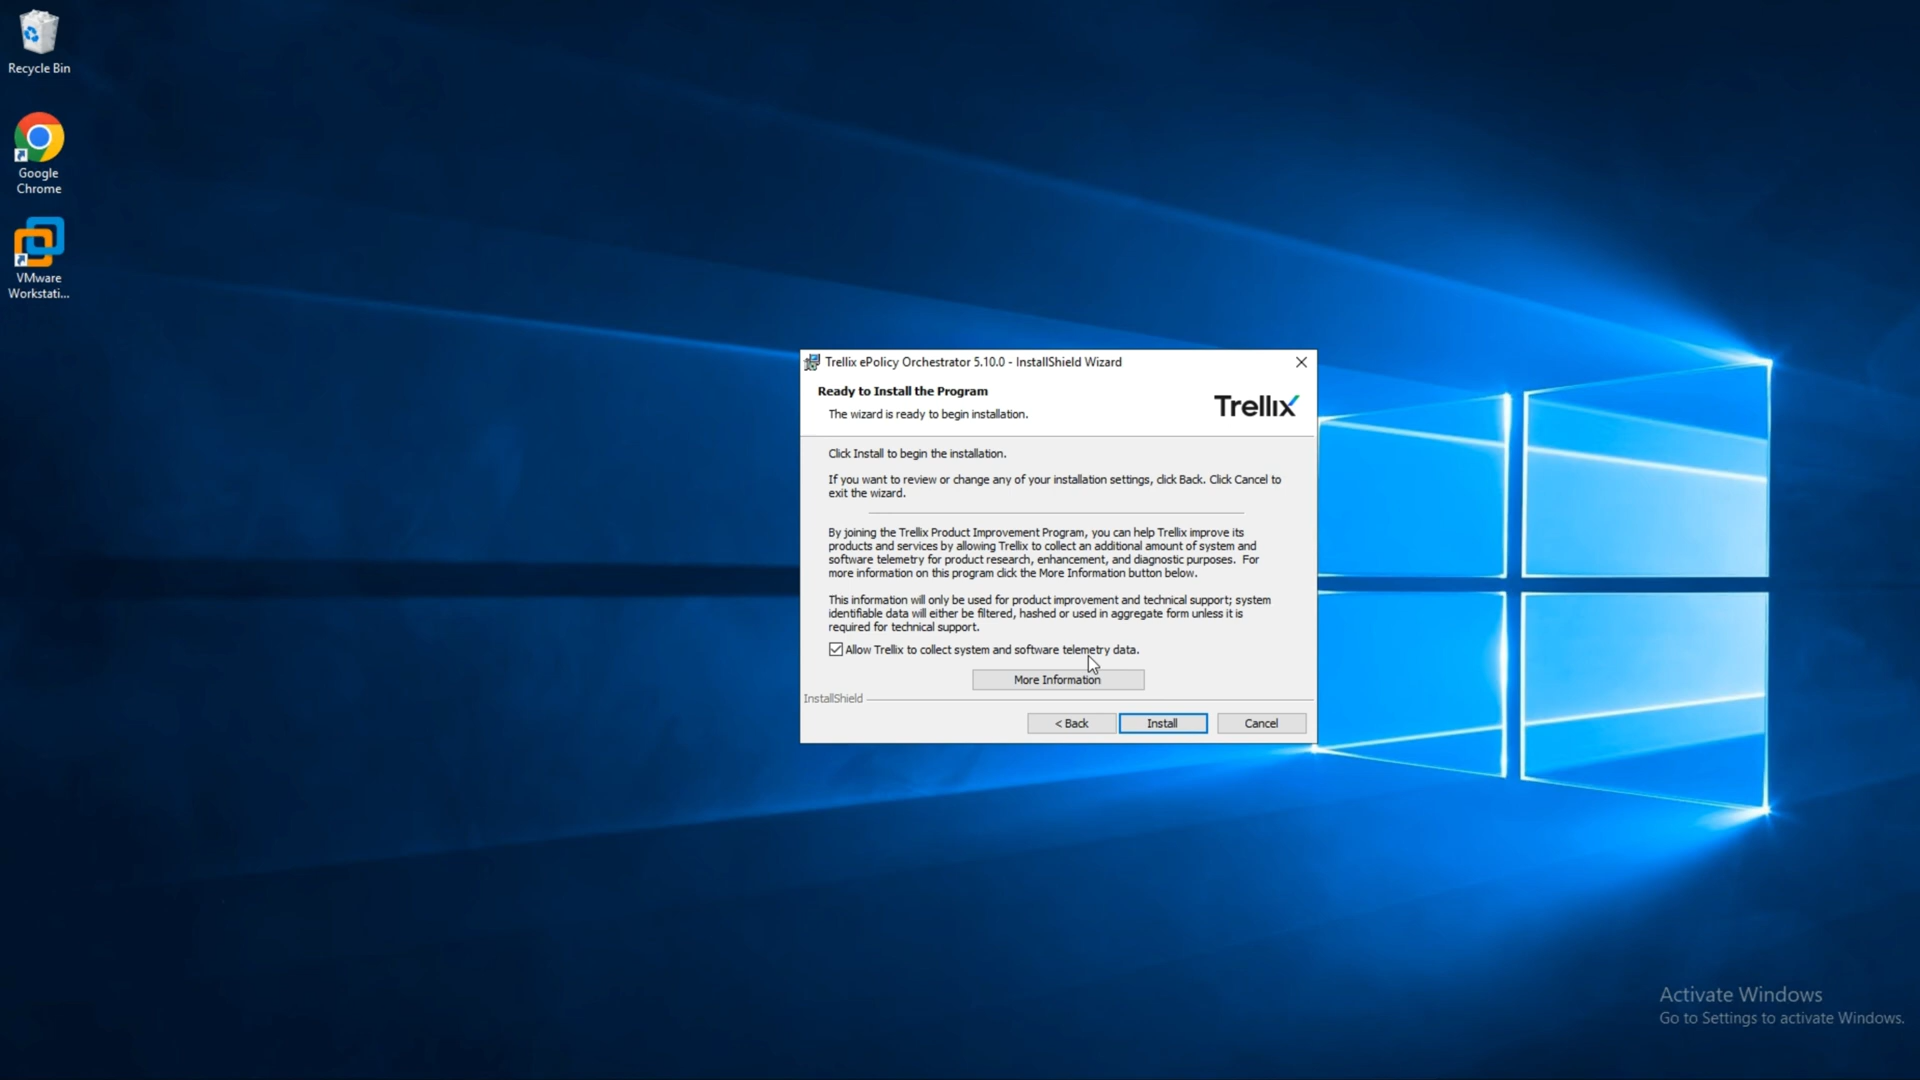 Recycle Bin
Google
Chrome
VMware
Workstati...
Trellix ePolicy Orchestrator 5.10.0 - InstallShield Wizard
Ready to Install the Program
The wizard is ready to begin installation.
Trellix
Click Install to begin the installation.
If you want to review or change any of your installation settings, click Back. Click Cancel to
exit the wizard.
By joining the Trellix Product Improvement Program, you can help Trellix improve its
products and services by allowing Trellix to collect an additional amount of system and
software telemetry for product research, enhancement, and diagnostic purposes.  For
more information on this program click the More Information button below.
This information will only be used for product improvement and technical support; system
identifiable data will either be filtered, hashed or used in aggregate form unless it is
required for technical support.
Allow Trellix to collect system and software telemetry data.
More Information
InstallShield
< Back
Install
Cancel
Activate Windows
Go to Settings to activate Windows.